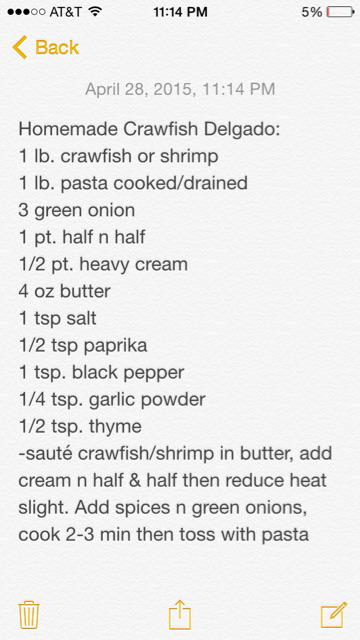 AT&T 11:14 PM 5%
Back
April 28, 2015, 11:14 PM
Homemade Crawfish Delgado:
1 lb. crawfish or shrimp
1 lb. pasta cooked/drained
3 green onion
1 pt. half n half
1/2 pt. heavy cream
4 oz butter
1 tsp salt
1/2 tsp paprika
1 tsp. black pepper
1/4 tsp. garlic powder
1/2 tsp. thyme
-sauté crawfish/shrimp in butter, add
cream n half & half then reduce heat
slight. Add spices n green onions,
cook 2-3 min then toss with pasta